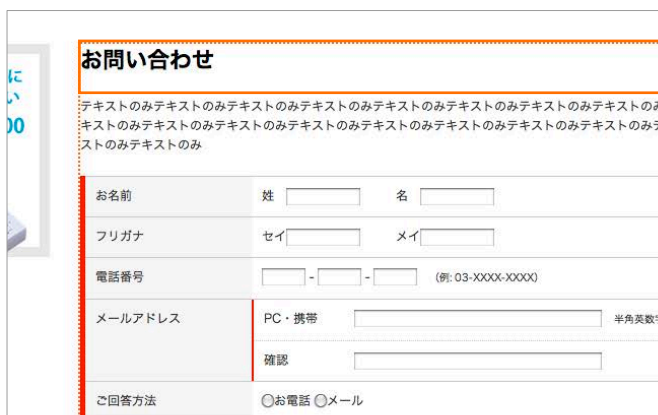 お問い合わせ
に
い
00
テキストのみテキストのみテキストのみテキストのみテキストのみテキストのみテキストのみテキストのみ
キストのみテキストのみテキストのみテキストのみテキストのみテキストのみテキストのみテキストのみテ
ストのみテキストのみ
お名前 姓 名
フリガナ セイ メイ
電話番号 - - (例: 03-XXXX-XXXX)
メールアドレス PC・携帯 半角英数
確認
ご回答方法 お電話 メール